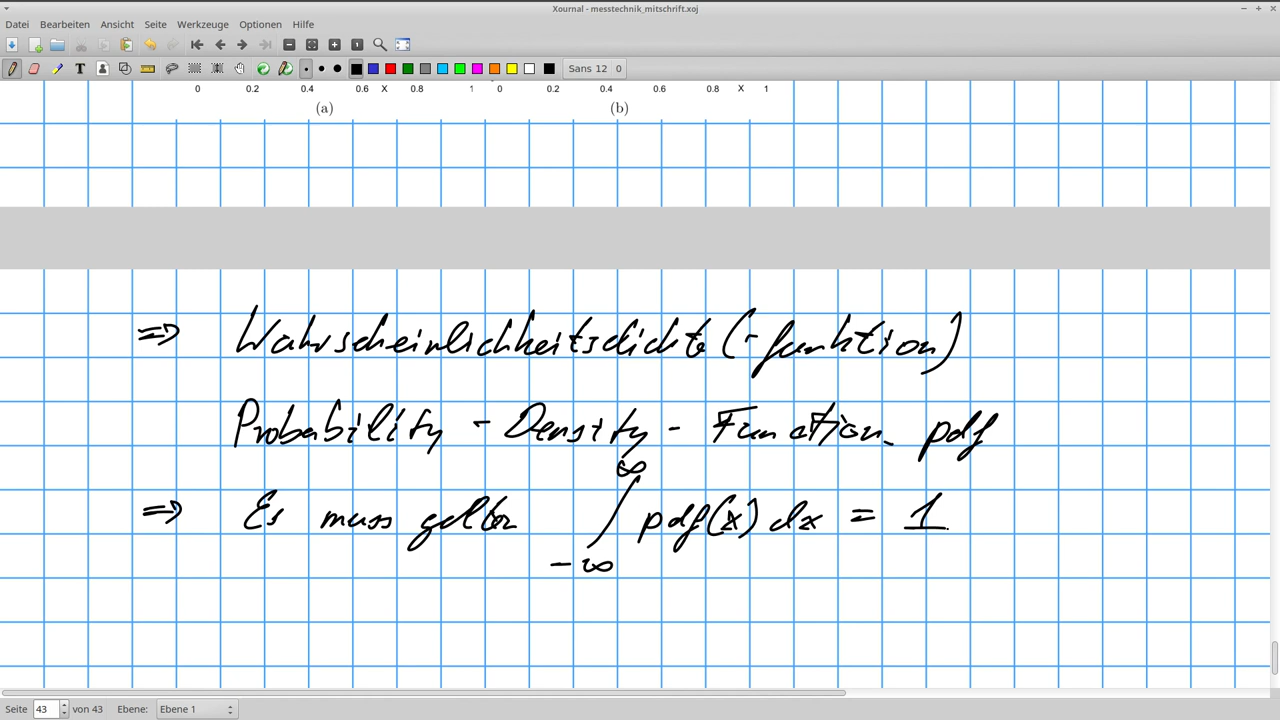 Xournal - messtechnik_mitschrift.xoj
Datei Bearbeiten Ansicht Seite Werkzeuge Optionen Hilfe
Sans 12 0
0 0.2 0.4 0.6 X 0.8 1 0 0.2 0.4 0.6 0.8 X 1
(a) (b)
=> Wahrscheinlichkeitsdichte (-funktion)
Probability - Density - Function pdf
=> Es muss gelten ∫_{-∞}^{∞} pdf(x) dx = 1
Seite 43 von 43 Ebene: Ebene 1